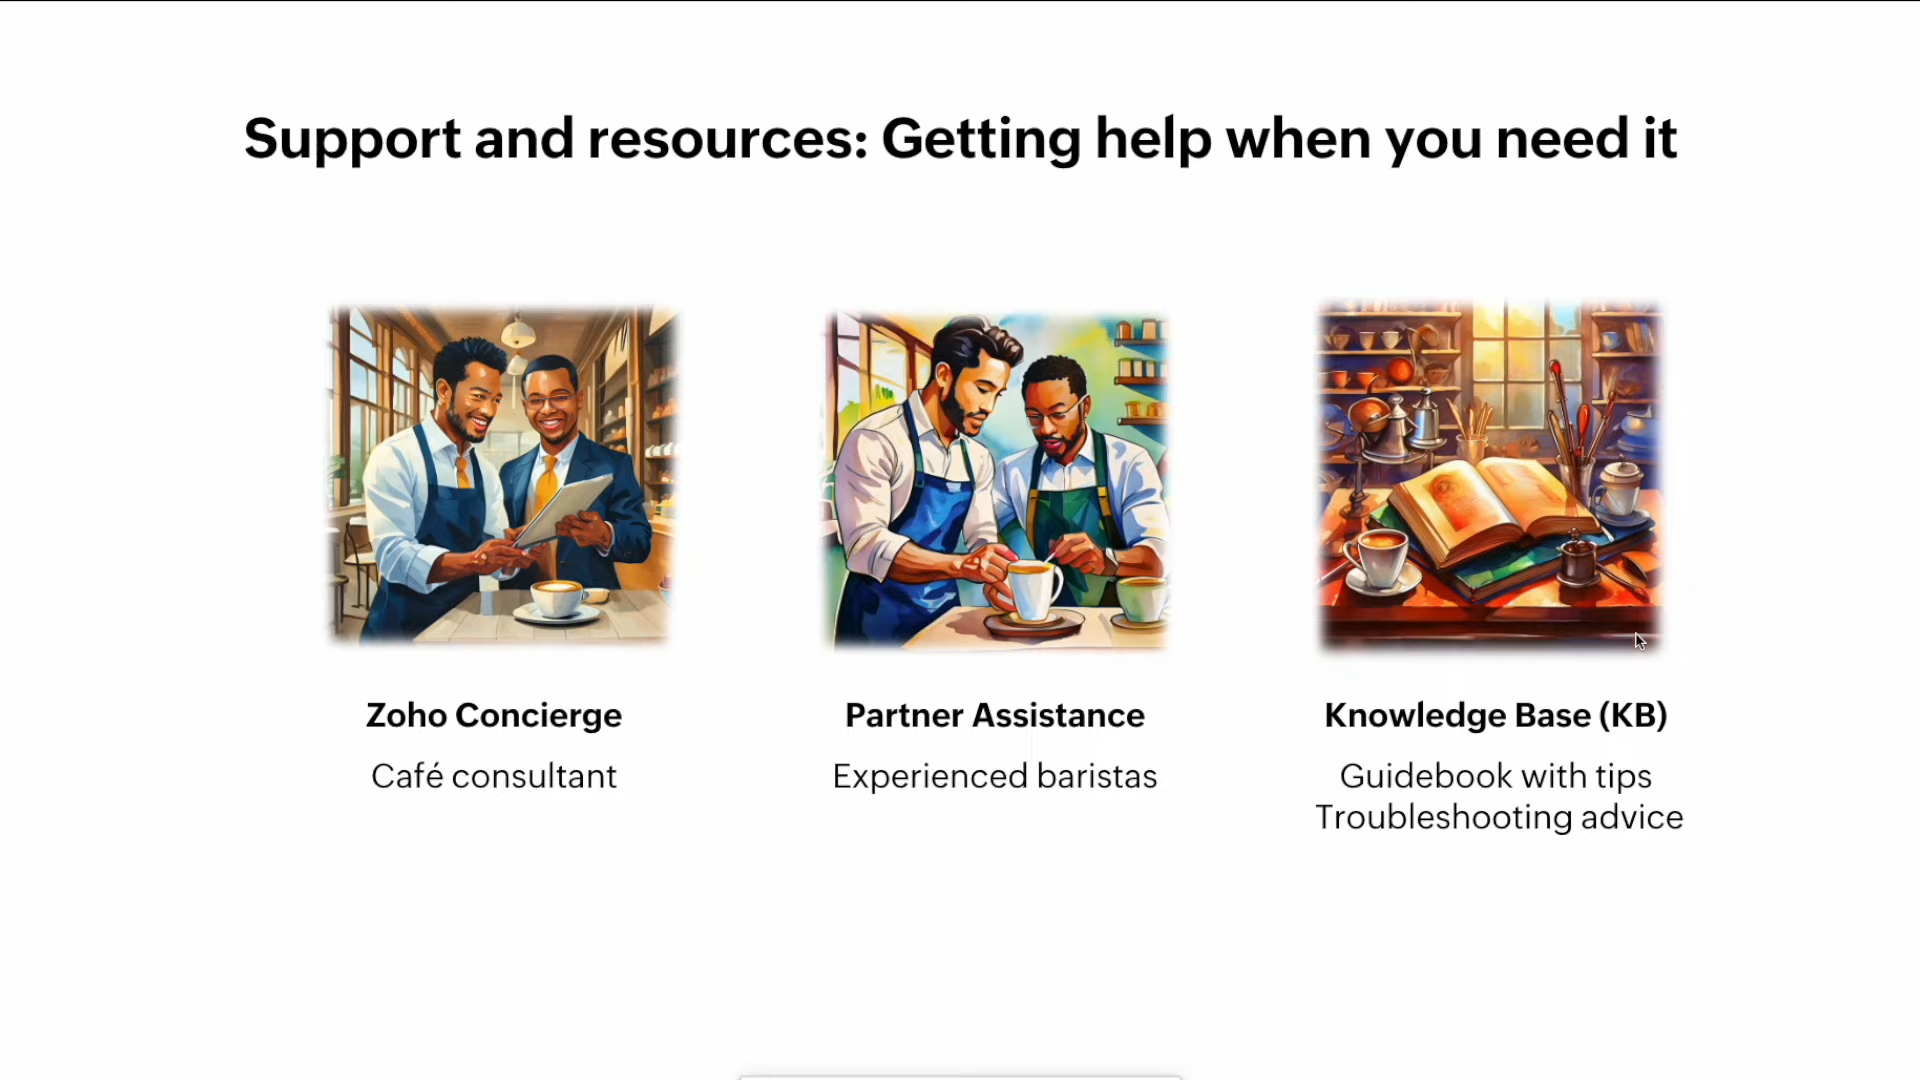 Support and resources: Getting help when you need it
Zoho Concierge
Café consultant
Partner Assistance
Experienced baristas
Knowledge Base (KB)
Guidebook with tips
Troubleshooting advice